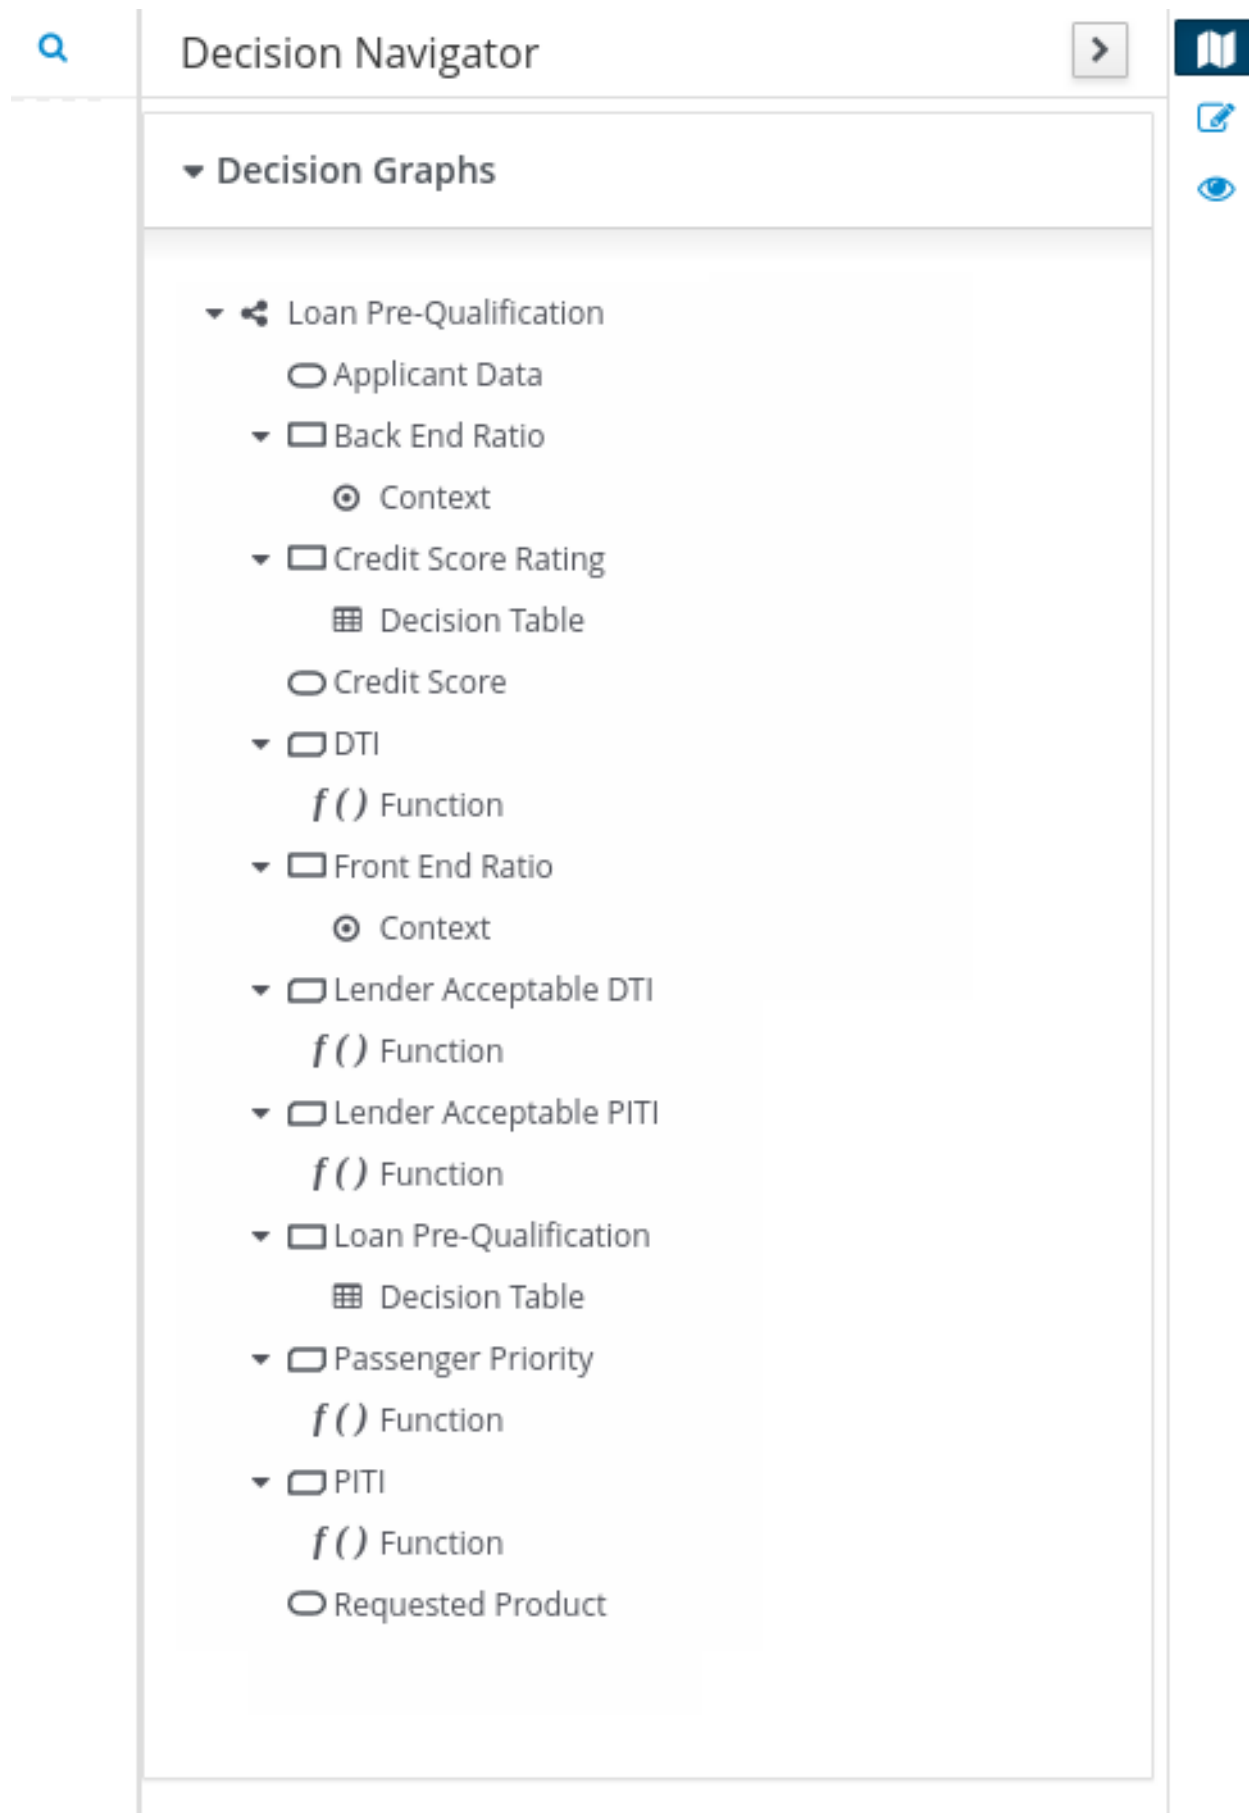 Decision Navigator
Decision Graphs
Loan Pre-Qualification
Applicant Data
Back End Ratio
Context
Credit Score Rating
Decision Table
Credit Score
DTI
f () Function
Front End Ratio
Context
Lender Acceptable DTI
f () Function
Lender Acceptable PITI
f () Function
Loan Pre-Qualification
Decision Table
Passenger Priority
f () Function
PITI
f () Function
Requested Product